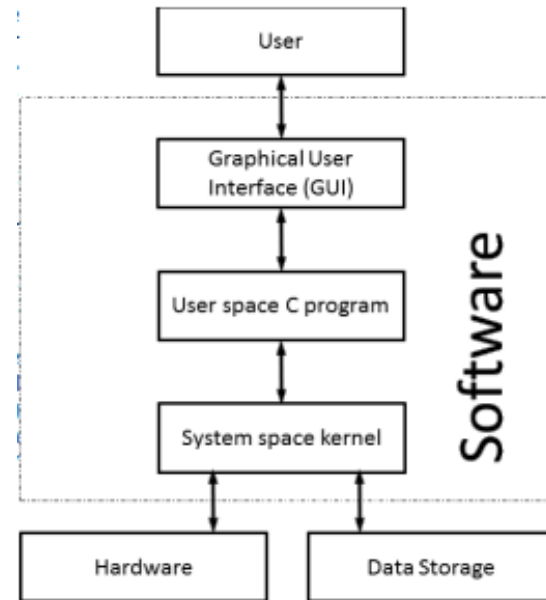 User
Graphical User
Interface (GUI)
User space C program
System space kernel
Software
Hardware
Data Storage